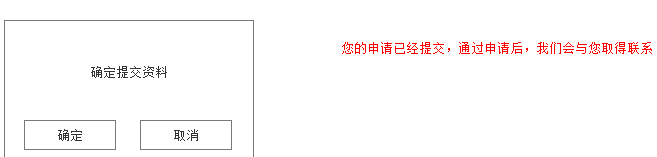 您的申请已经提交，通过申请后，我们会与您取得联系
确定提交资料
确定
取消